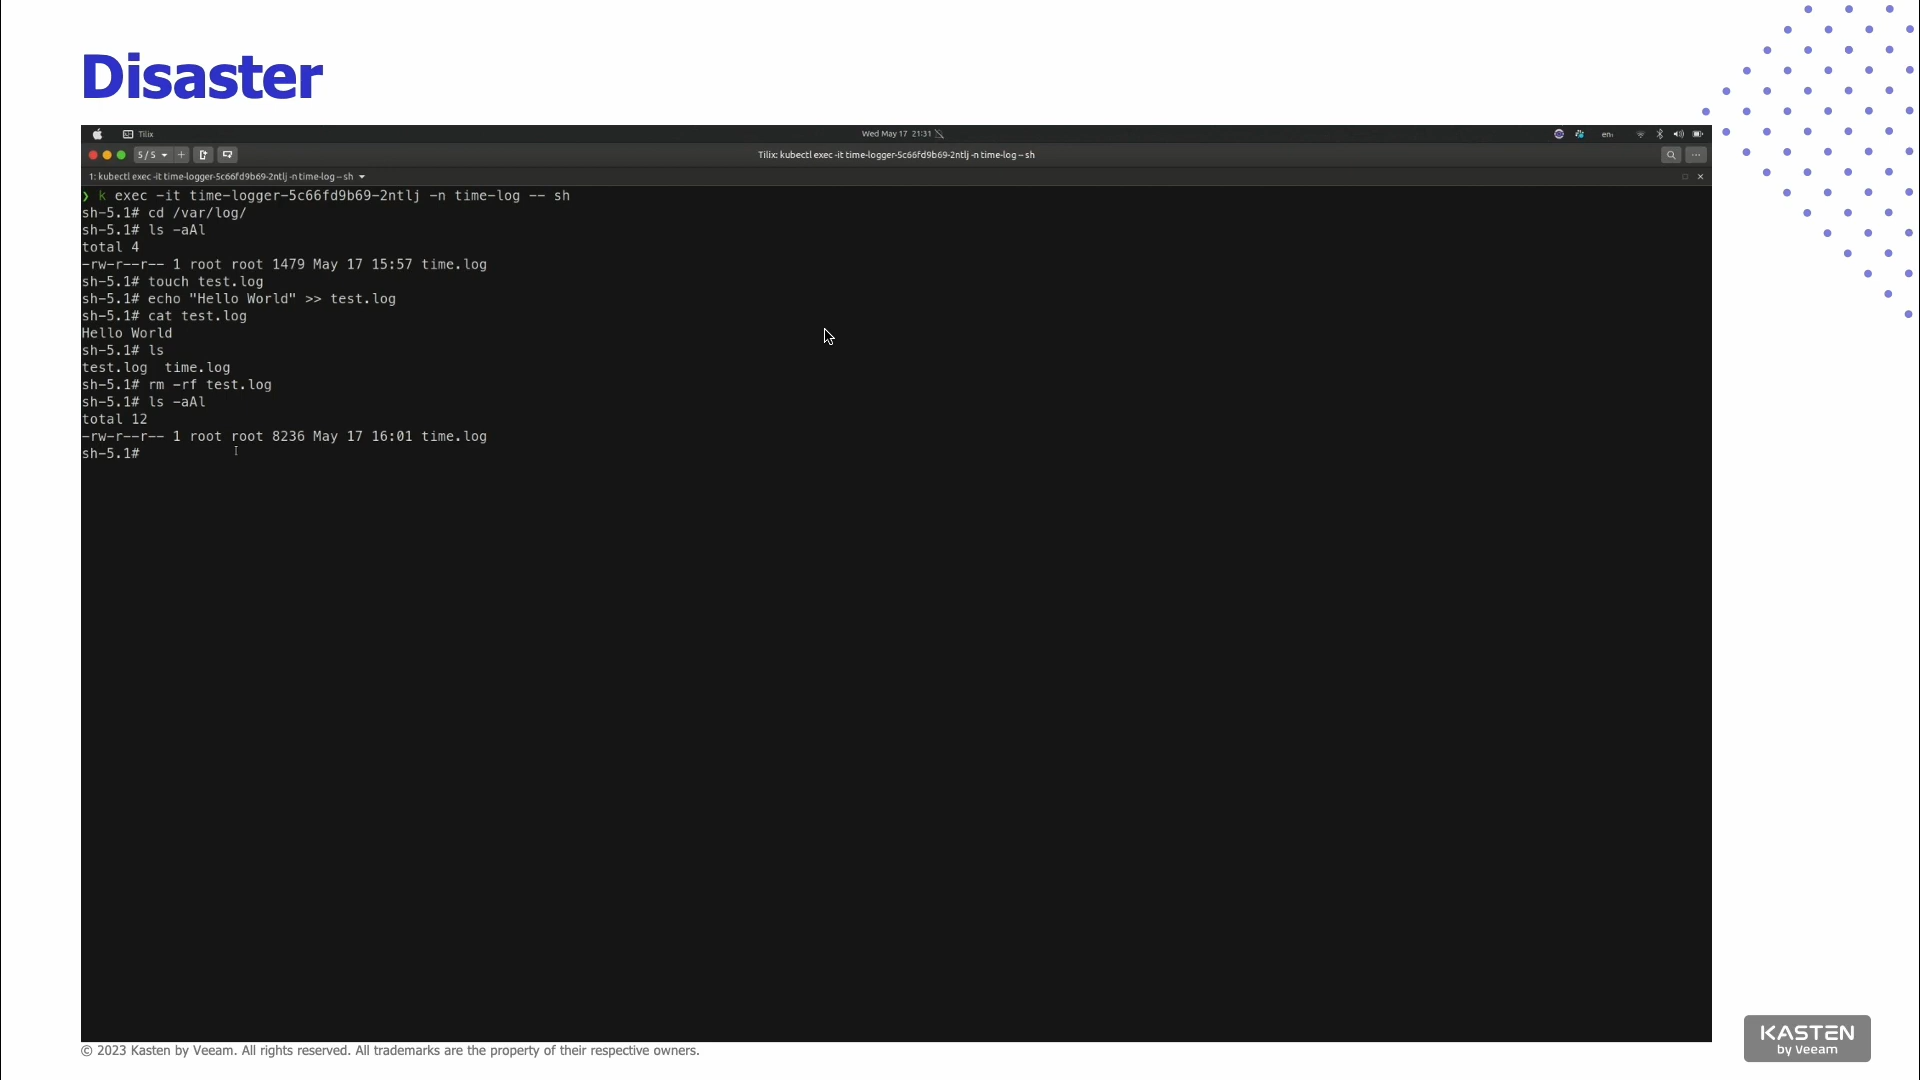 Disaster
Tilix
Wed May 17 21:31
en₁
5 / 5
Tilix: kubectl exec -it time-logger-5c66fd9b69-2ntlj -n time-log -- sh
1: kubectl exec -it time-logger-5c66fd9b69-2ntlj -n time-log -- sh
❯ k exec -it time-logger-5c66fd9b69-2ntlj -n time-log -- sh
sh-5.1# cd /var/log/
sh-5.1# ls -aAl
total 4
-rw-r--r-- 1 root root 1479 May 17 15:57 time.log
sh-5.1# touch test.log
sh-5.1# echo "Hello World" >> test.log
sh-5.1# cat test.log
Hello World
sh-5.1# ls
test.log  time.log
sh-5.1# rm -rf test.log
sh-5.1# ls -aAl
total 12
-rw-r--r-- 1 root root 8236 May 17 16:01 time.log
sh-5.1#
© 2023 Kasten by Veeam. All rights reserved. All trademarks are the property of their respective owners.
KASTEN
by Veeam